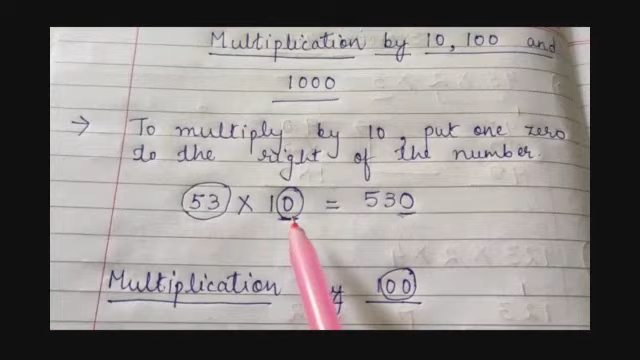 Multiplication by 10, 100 and
1000
→ To multiply by 10, put one zero
to the right of the number.
53 × 10 = 530
Multiplication 100